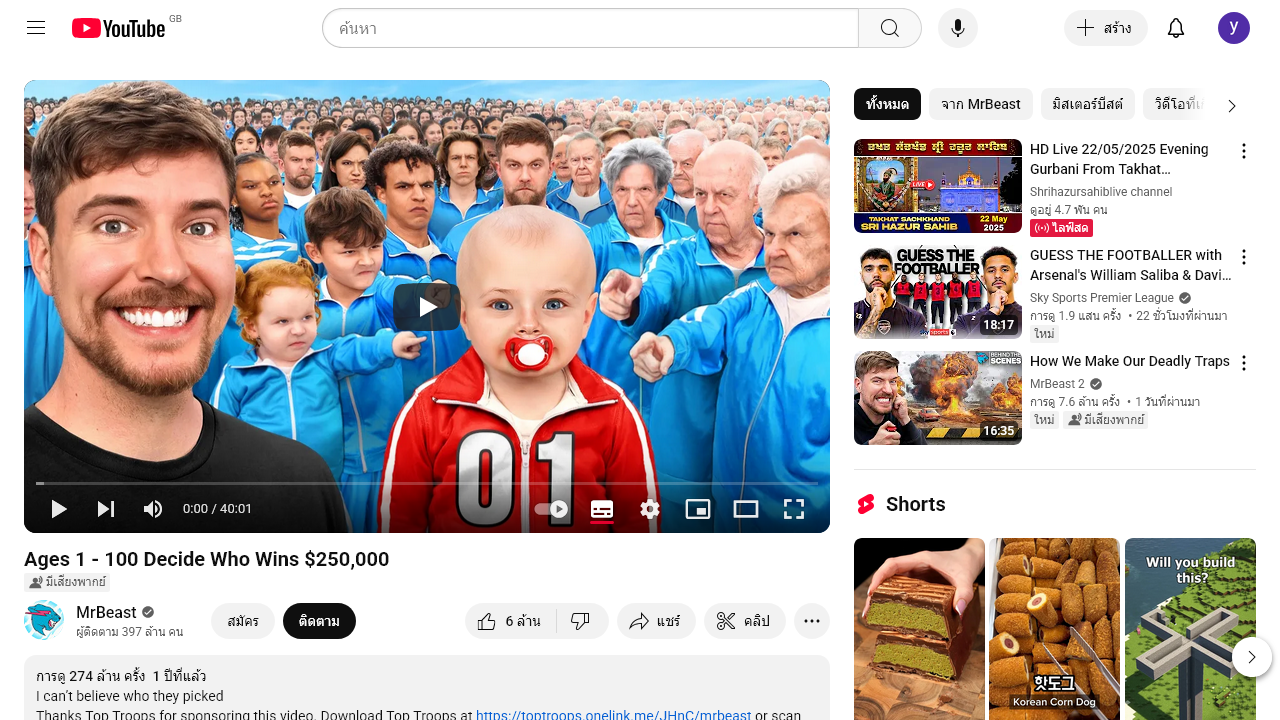 YouTube GB
ค้นหา
สร้าง
y
01
0:00 / 40:01
Ages 1 - 100 Decide Who Wins $250,000
มีเสียงพากย์
MrBeast
ผู้ติดตาม 397 ล้าน คน
สมัคร
ติดตาม
6 ล้าน
แชร์
คลิป
การดู 274 ล้าน ครั้ง 1 ปีที่แล้ว
I can't believe who they picked
Thanks Top Troops for sponsoring this video. Download Top Troops at https://toptroops.onelink.me/JHnC/mrbeast or scan
ทั้งหมด
จาก MrBeast
มิสเตอร์บีสต์
LIVE
TAKHAT SACHKHAND
SRI HAZUR SAHIB
22 May
2025
HD Live 22/05/2025 Evening
Gurbani From Takhat…
Shrihazursahiblive channel
ดูอยู่ 4.7 พัน คน
ไลฟ์สด
GUESS THE
FOOTBALLER
sky sports
18:17
GUESS THE FOOTBALLER with
Arsenal's William Saliba & Davi…
Sky Sports Premier League
การดู 1.9 แสน ครั้ง • 22 ชั่วโมงที่ผ่านมา
ใหม่
BEHIND THE
SCENES
16:35
How We Make Our Deadly Traps
MrBeast 2
การดู 7.6 ล้าน ครั้ง • 1 วันที่ผ่านมา
ใหม่
มีเสียงพากย์
Shorts
핫도그
Korean Corn Dog
Will you build
this?